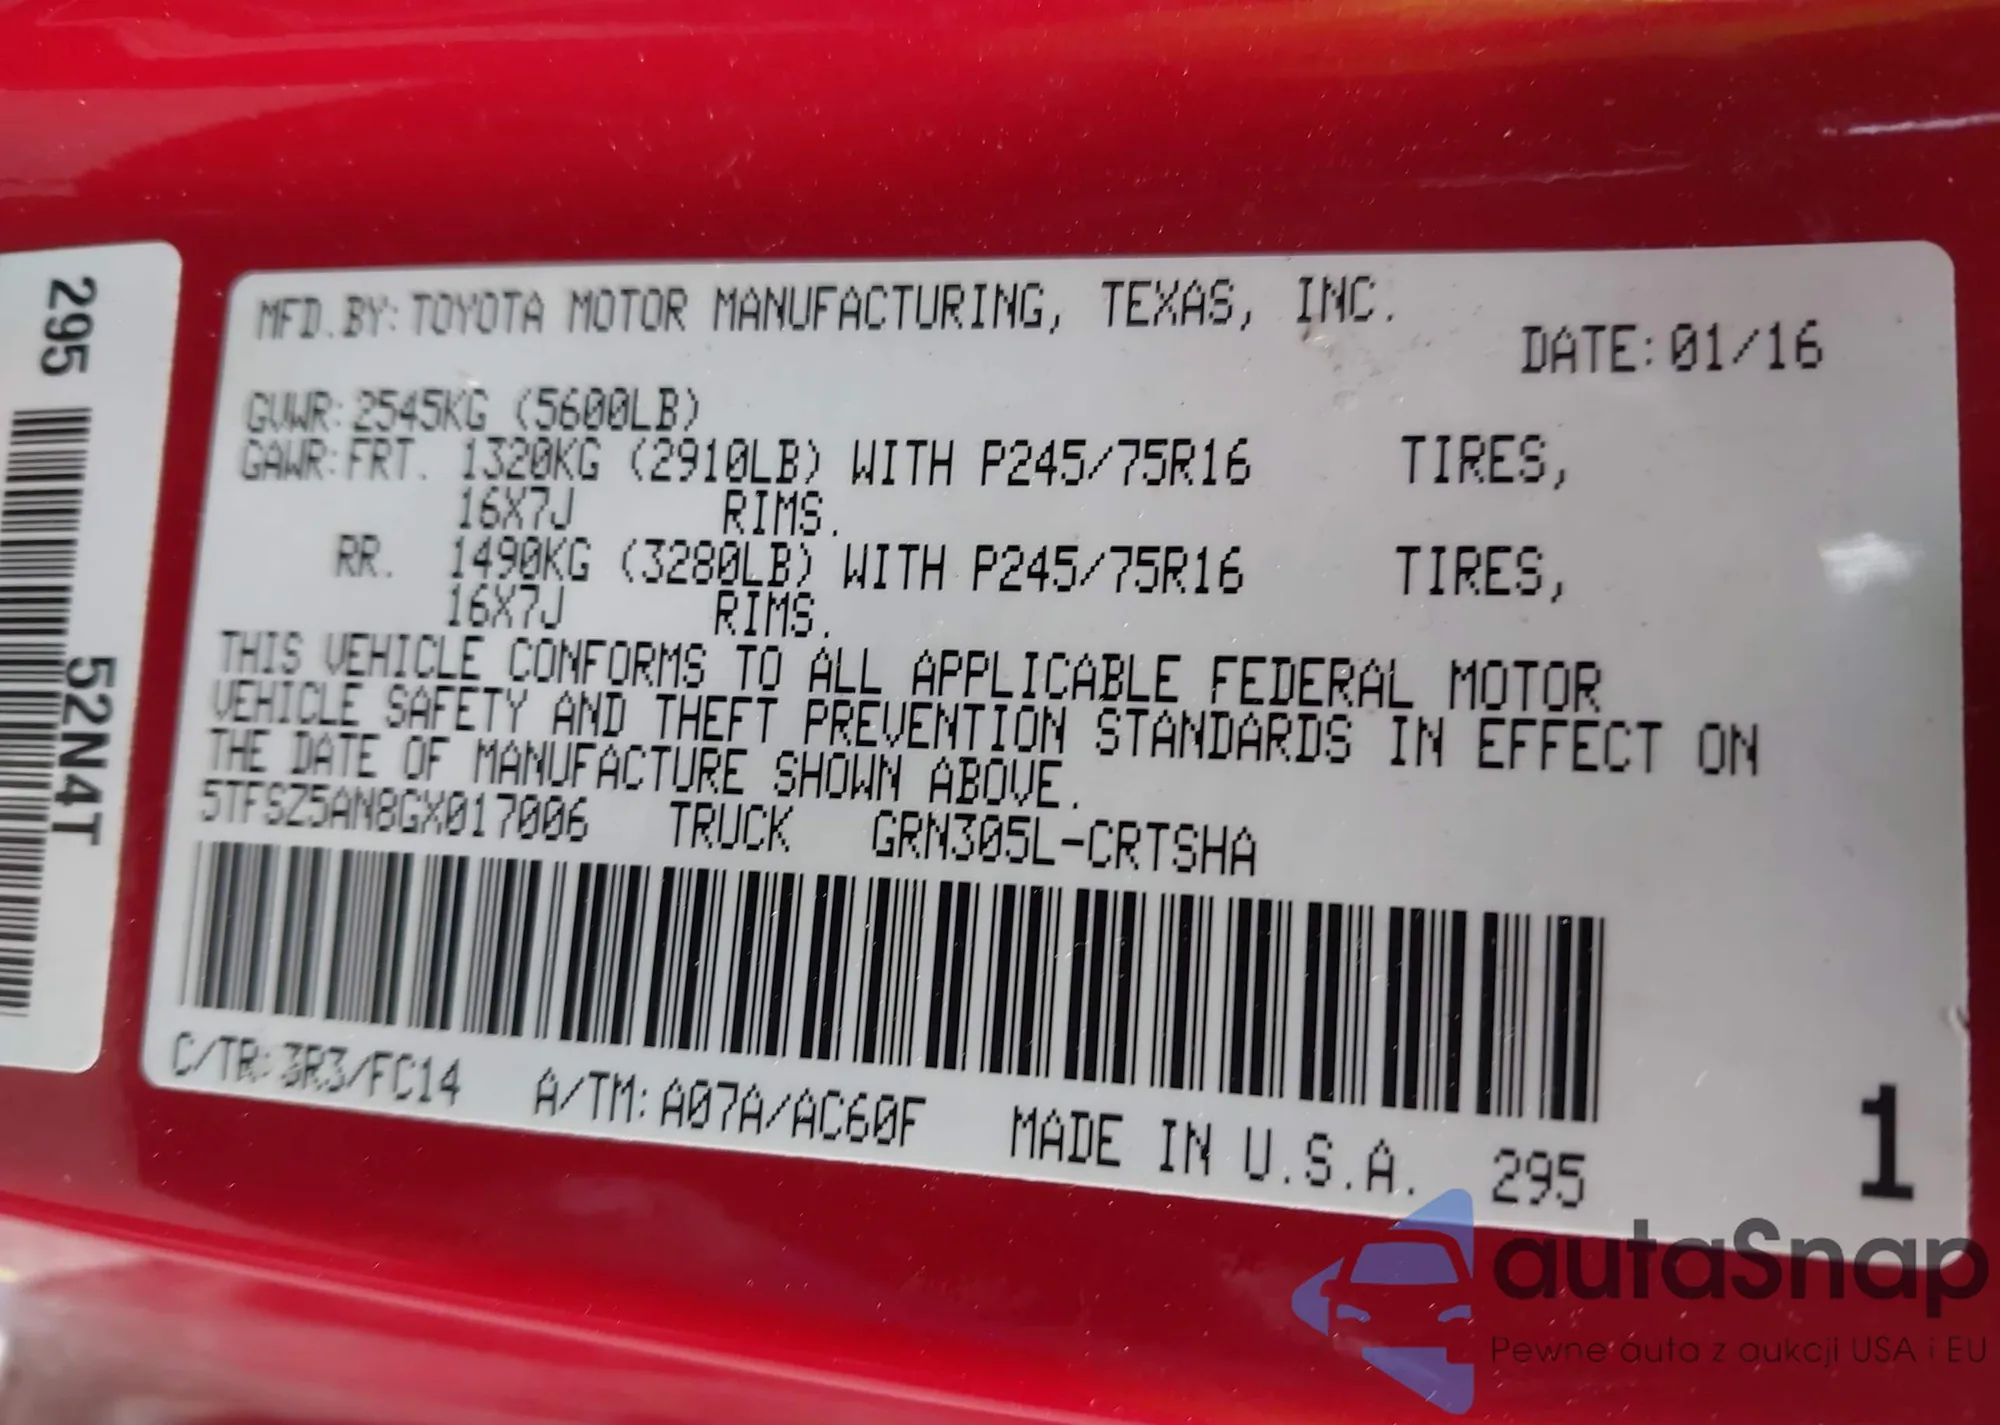 295
52N4T
MFD.BY:TOYOTA MOTOR MANUFACTURING, TEXAS, INC.
DATE:01/16
GVWR:2545KG (5600LB)
GAWR:FRT. 1320KG (2910LB) WITH P245/75R16 TIRES,
16X7J RIMS.
RR. 1490KG (3280LB) WITH P245/75R16 TIRES,
16X7J RIMS.
THIS VEHICLE CONFORMS TO ALL APPLICABLE FEDERAL MOTOR
VEHICLE SAFETY AND THEFT PREVENTION STANDARDS IN EFFECT ON
THE DATE OF MANUFACTURE SHOWN ABOVE.
5TFSZ5AN8GX017006 TRUCK GRN305L-CRTSHA
C/TR:3R3/FC14 A/TM:A07A/AC60F MADE IN U.S.A. 295
1
autaSnap
Pewne auta z aukcji USA i EU